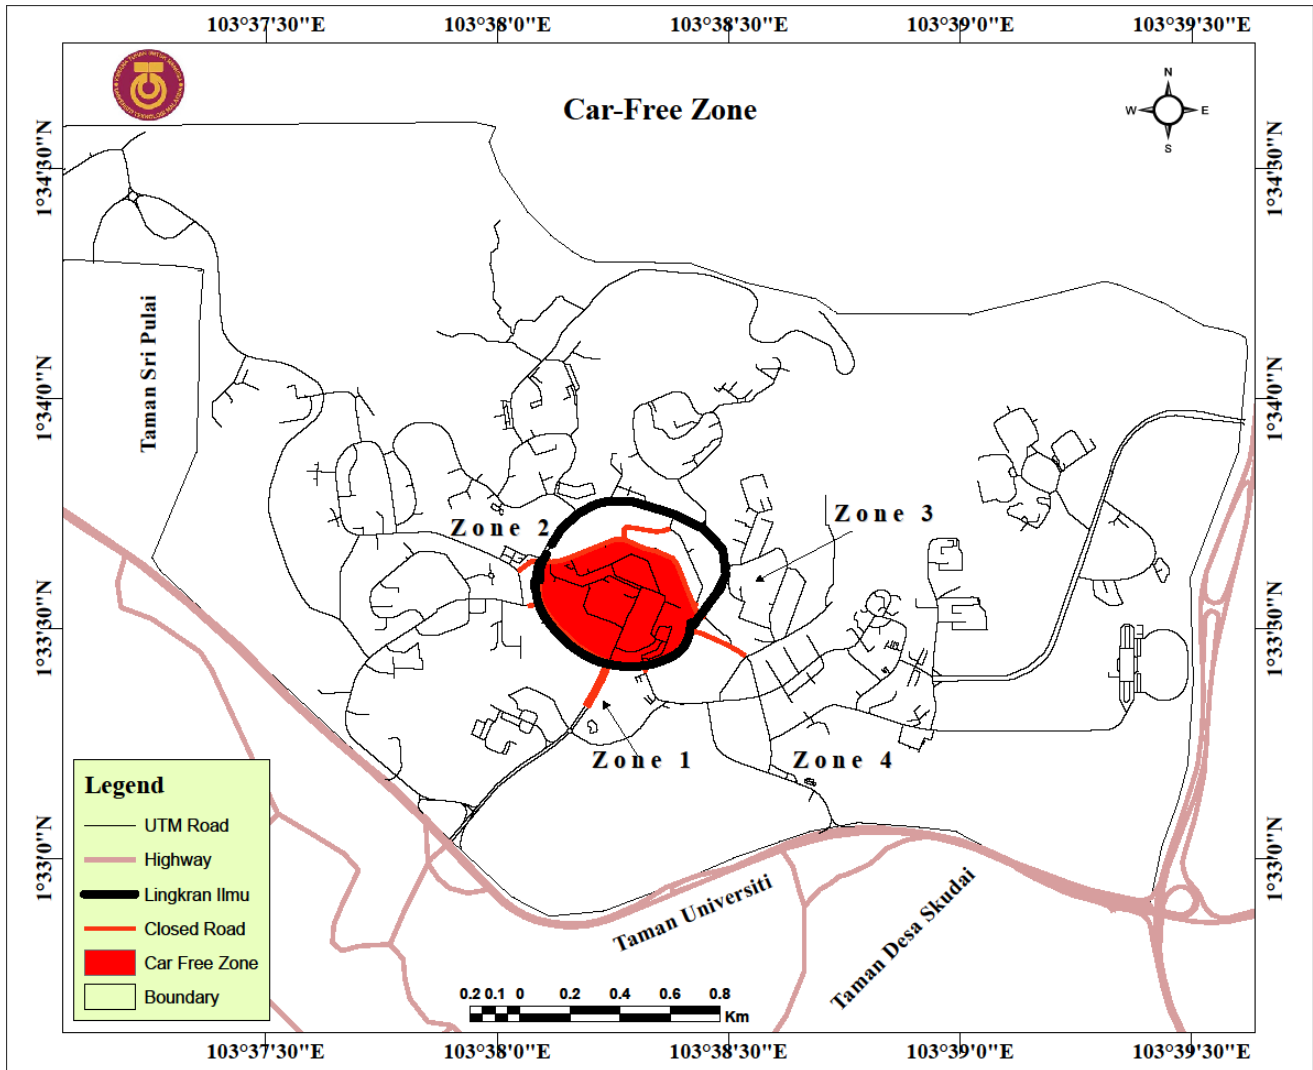 103°37'30"E 103°38'0"E 103°38'30"E 103°39'0"E 103°39'30"E
Car-Free Zone
N
W E
S
1°34'30"N
1°34'30"N
Taman Sri Pulai
1°34'0"N
1°34'0"N
Zone 2
Zone 3
1°33'30"N
1°33'30"N
Zone 1
Zone 4
Legend
UTM Road
Highway
Lingkran Ilmu
Closed Road
Car Free Zone
Boundary
1°33'0"N
1°33'0"N
Taman Universiti
Taman Desa Skudai
0.2 0.1 0 0.2 0.4 0.6 0.8
Km
103°37'30"E 103°38'0"E 103°38'30"E 103°39'0"E 103°39'30"E